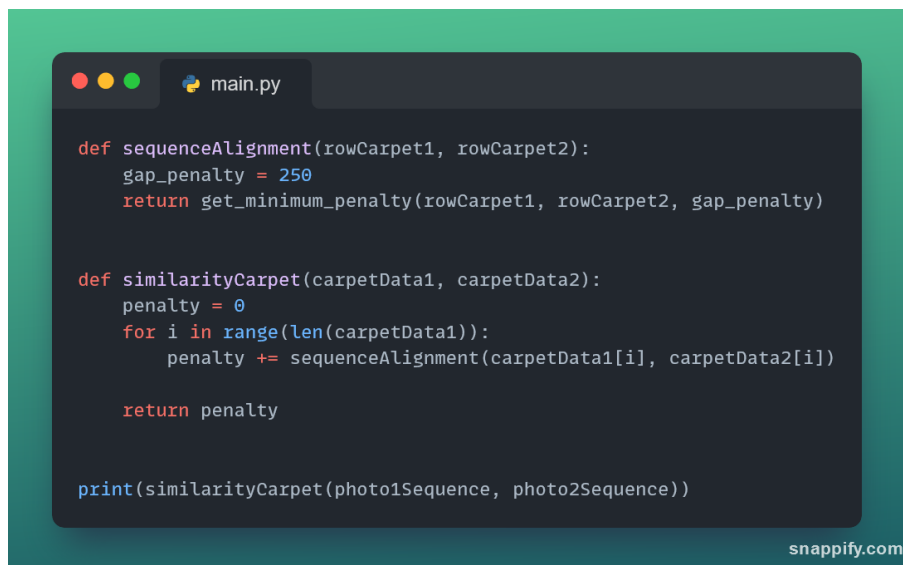 main.py
def sequenceAlignment(rowCarpet1, rowCarpet2):
    gap_penalty = 250
    return get_minimum_penalty(rowCarpet1, rowCarpet2, gap_penalty)
def similarityCarpet(carpetData1, carpetData2):
    penalty = 0
    for i in range(len(carpetData1)):
        penalty += sequenceAlignment(carpetData1[i], carpetData2[i])
    return penalty
print(similarityCarpet(photo1Sequence, photo2Sequence))
snappify.com